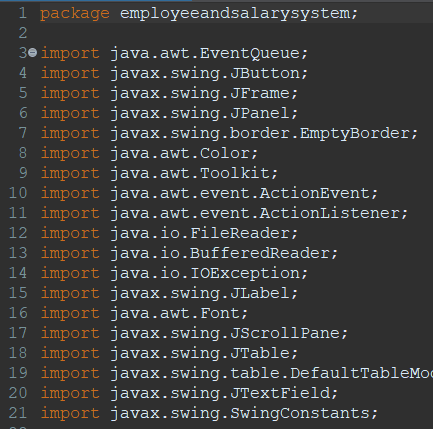 1 package employeeandsalarysystem;
2
3 import java.awt.EventQueue;
4 import javax.swing.JButton;
5 import javax.swing.JFrame;
6 import javax.swing.JPanel;
7 import javax.swing.border.EmptyBorder;
8 import java.awt.Color;
9 import java.awt.Toolkit;
10 import java.awt.event.ActionEvent;
11 import java.awt.event.ActionListener;
12 import java.io.FileReader;
13 import java.io.BufferedReader;
14 import java.io.IOException;
15 import javax.swing.JLabel;
16 import java.awt.Font;
17 import javax.swing.JScrollPane;
18 import javax.swing.JTable;
19 import javax.swing.table.DefaultTableMod
20 import javax.swing.JTextField;
21 import javax.swing.SwingConstants;